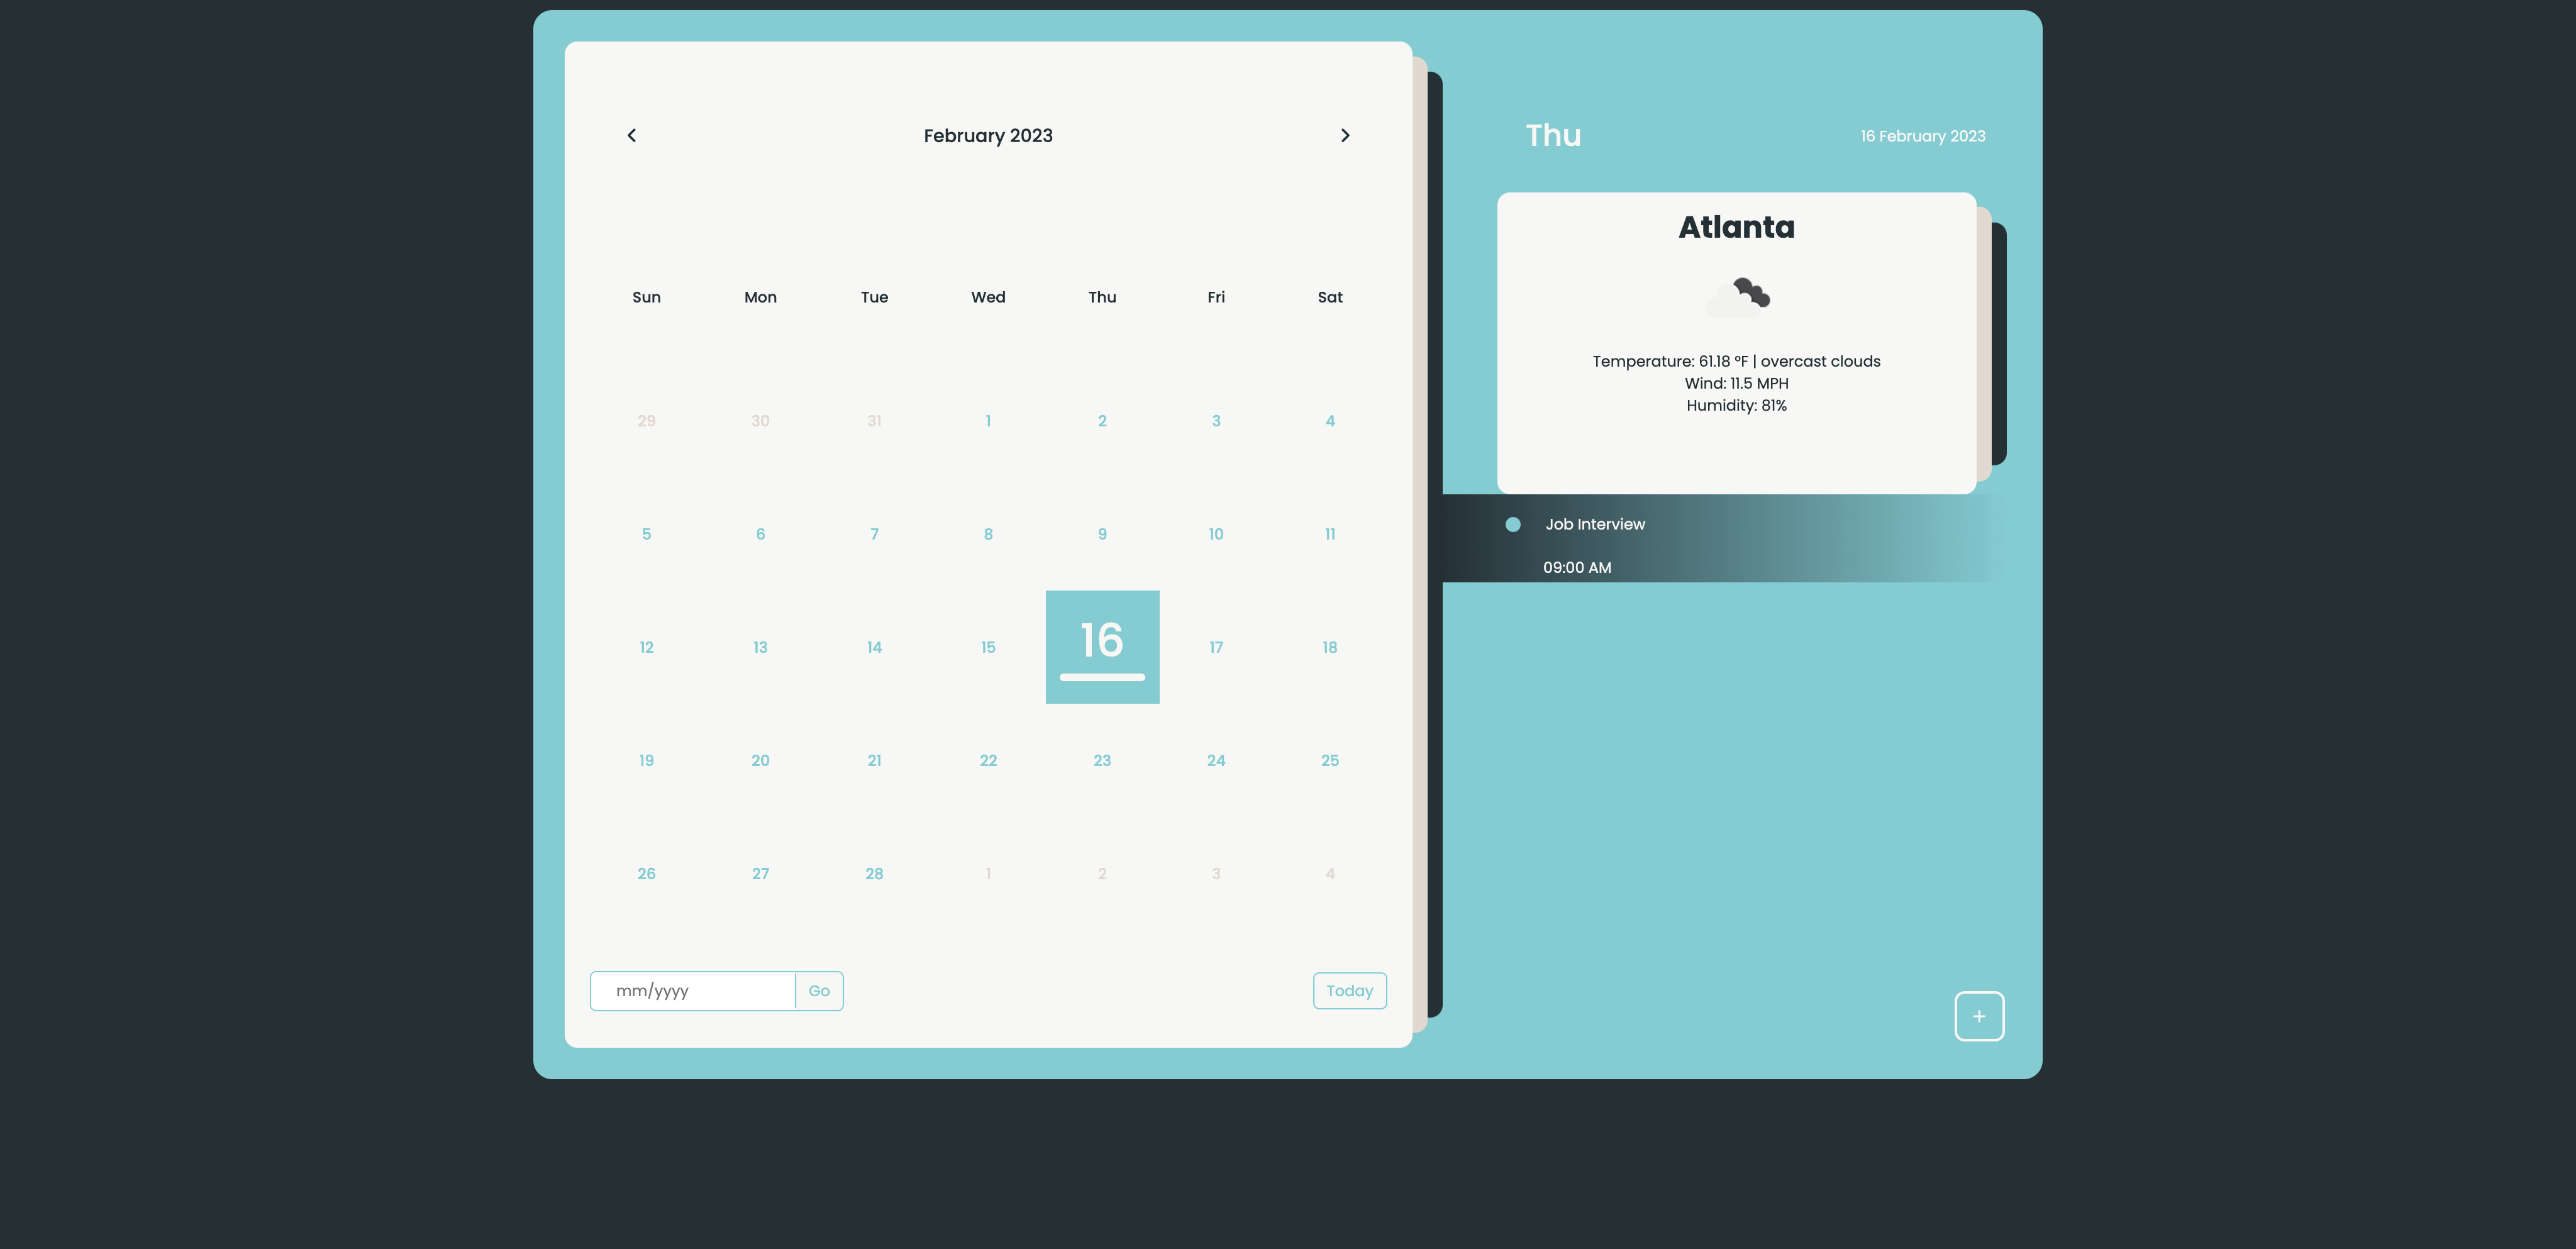 February 2023
Sun Mon Tue Wed Thu Fri Sat
29 30 31 1 2 3 4
5 6 7 8 9 10 11
12 13 14 15 16 17 18
19 20 21 22 23 24 25
26 27 28 1 2 3 4
mm/yyyy Go Today
Thu 16 February 2023
Atlanta
Temperature: 61.18 °F | overcast clouds
Wind: 11.5 MPH
Humidity: 81%
Job Interview
09:00 AM
+